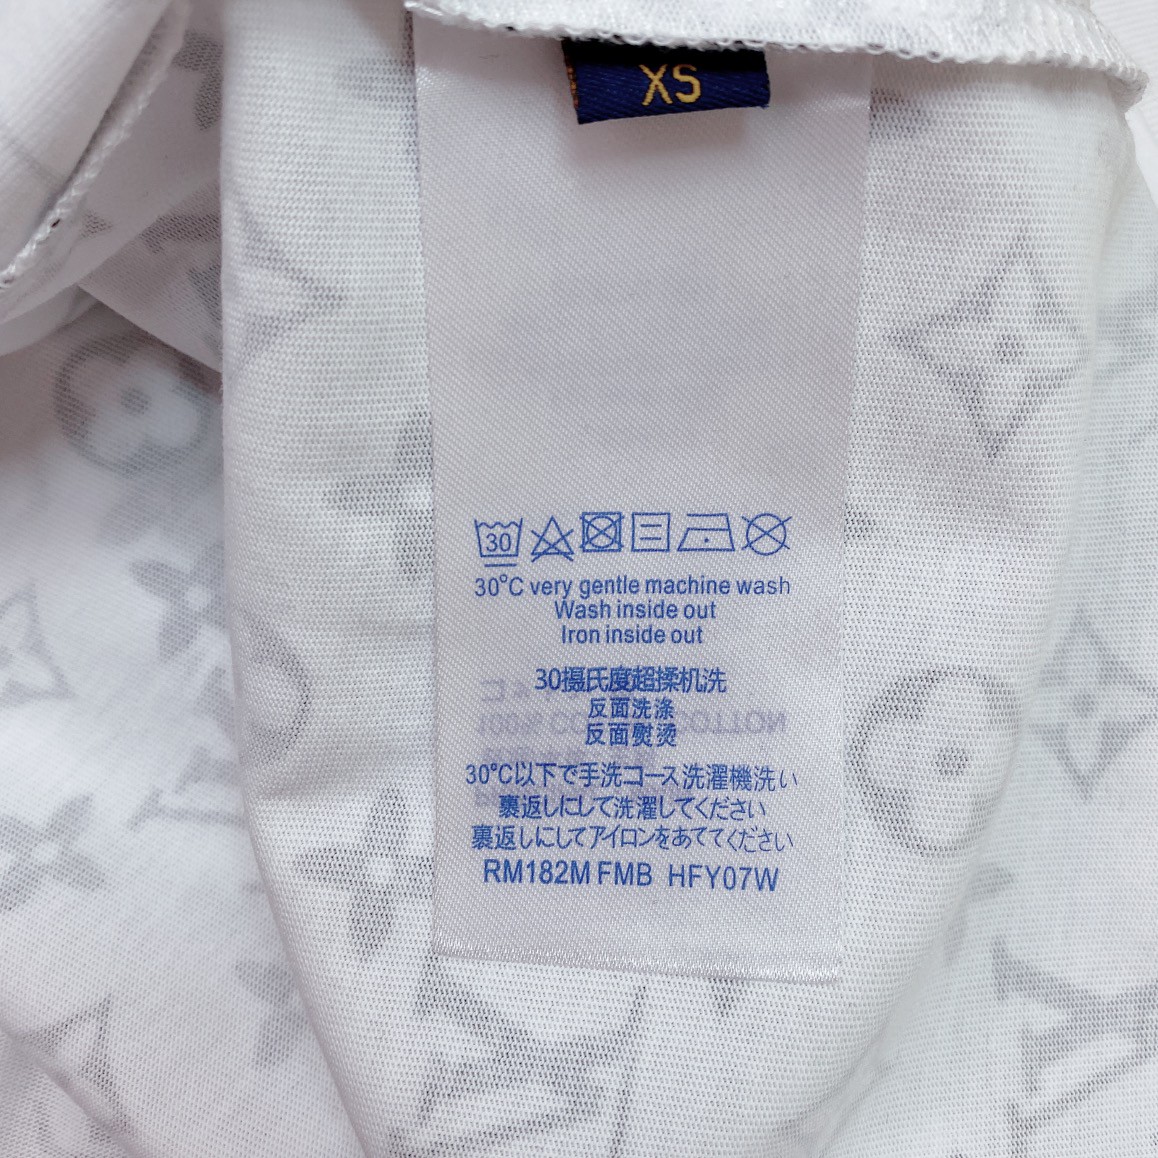 XS
30
30°C very gentle machine wash
Wash inside out
Iron inside out
30摄氏度超揉机洗
反面洗涤
反面熨烫
30°C以下で手洗コース洗濯機洗い
裏返しにして洗濯してください
裏返しにしてアイロンをあててください
RM182M FMB HFY07W